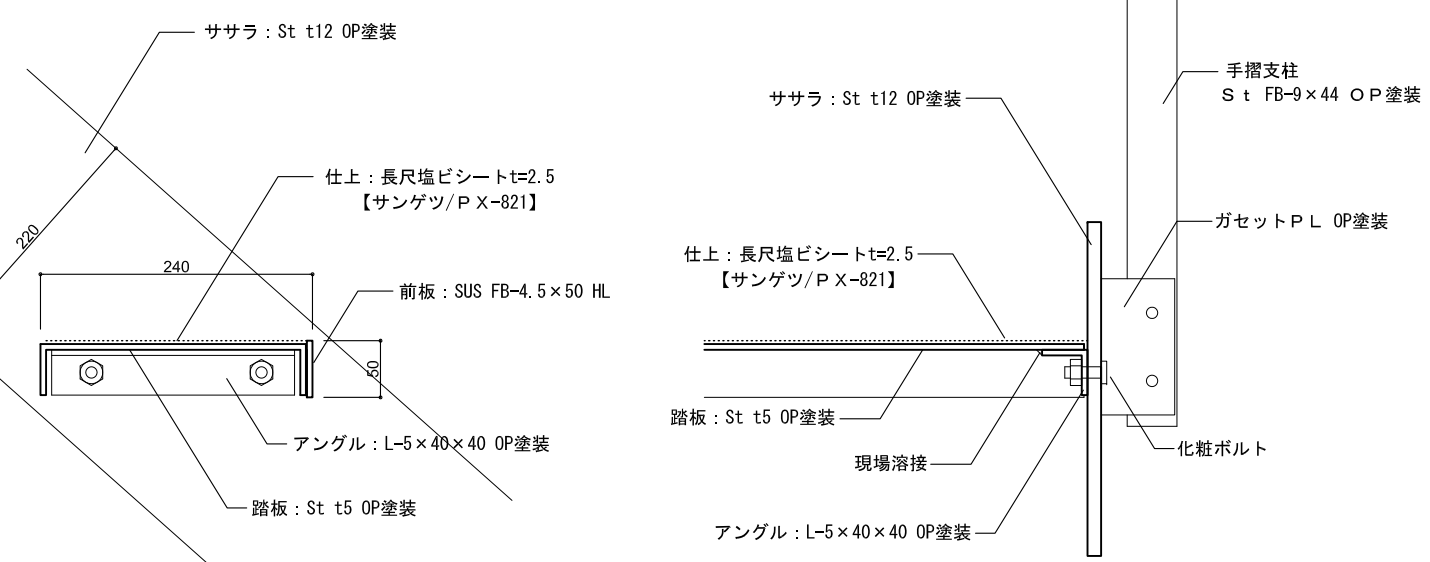 ササラ：St t12 OP塗装
220
仕上：長尺塩ビシートt=2.5
【サンゲツ/ＰＸ-821】
240
前板：SUS FB-4.5×50 HL
50
アングル：L-5×40×40 OP塗装
踏板：St t5 OP塗装
手摺支柱
Ｓｔ FB-9×44 ＯＰ塗装
ササラ：St t12 OP塗装
ガセットＰＬ OP塗装
仕上：長尺塩ビシートt=2.5
【サンゲツ/ＰＸ-821】
踏板：St t5 OP塗装
化粧ボルト
現場溶接
アングル：L-5×40×40 OP塗装